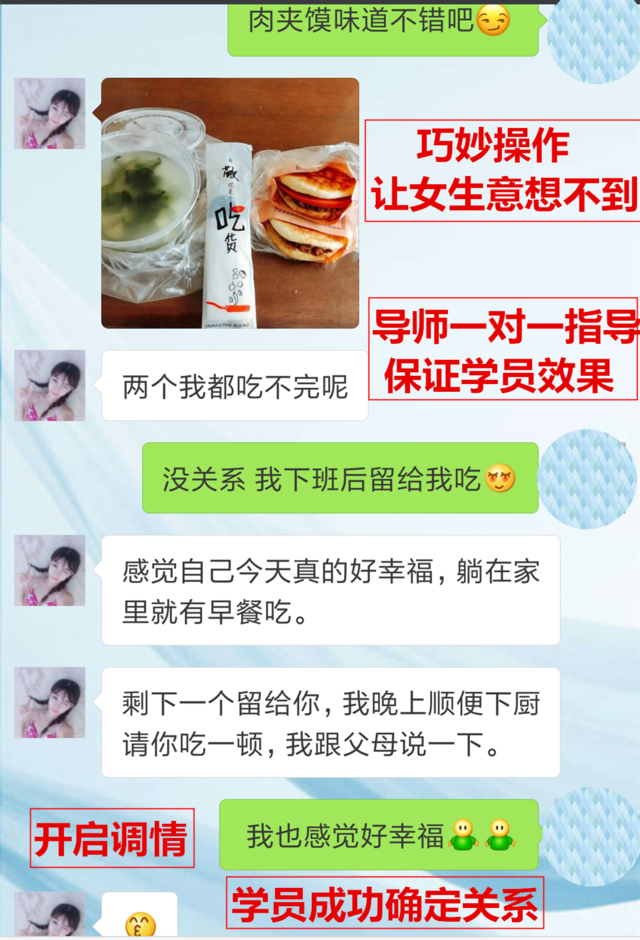 肉夹馍味道不错吧
巧妙操作
让女生意想不到
吃货
导师一对一指导
保证学员效果
两个我都吃不完呢
没关系 我下班后留给我吃
感觉自己今天真的好幸福，躺在家
里就有早餐吃。
剩下一个留给你，我晚上顺便下厨
请你吃一顿，我跟父母说一下。
开启调情
我也感觉好幸福
学员成功确定关系